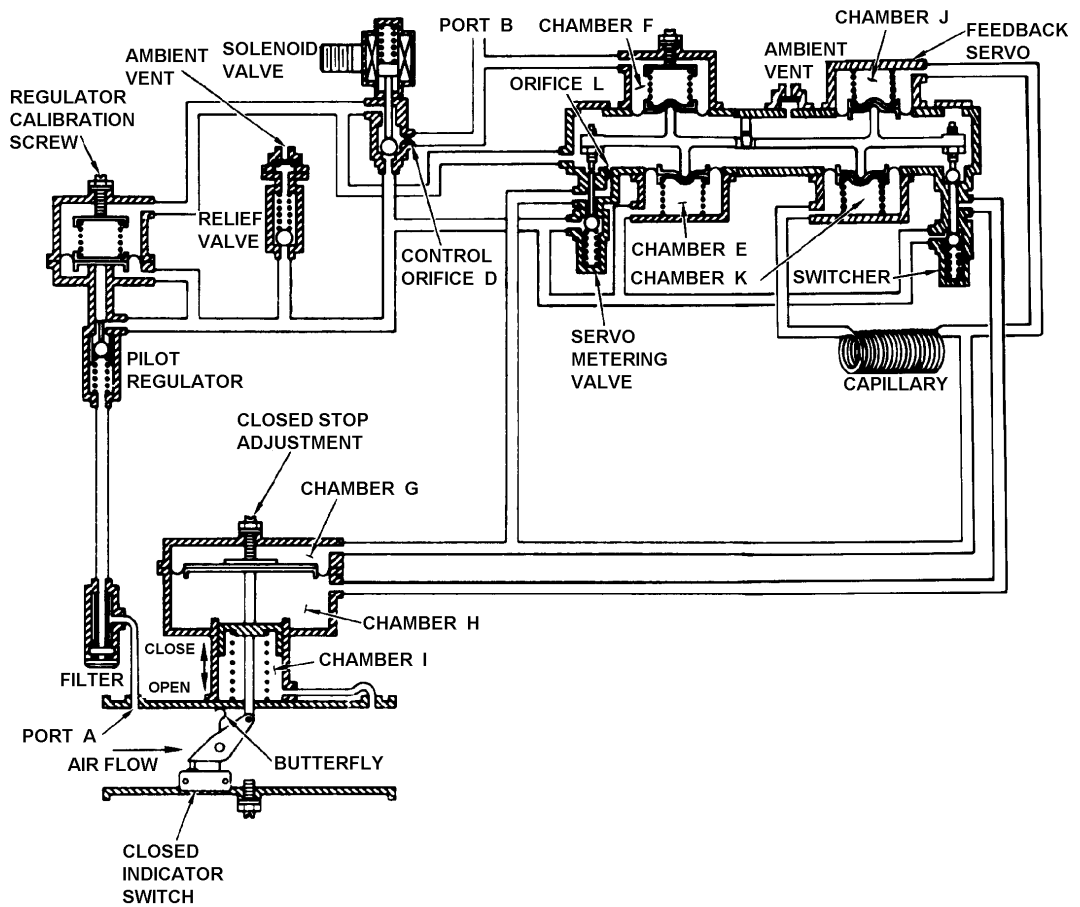 PORT B
CHAMBER F
CHAMBER J
FEEDBACK
SERVO
SOLENOID
VALVE
AMBIENT
VENT
AMBIENT
VENT
ORIFICE L
REGULATOR
CALIBRATION
SCREW
RELIEF
VALVE
CONTROL
ORIFICE D
CHAMBER E
CHAMBER K
SWITCHER
SERVO
METERING
VALVE
PILOT
REGULATOR
CAPILLARY
CLOSED STOP
ADJUSTMENT
CHAMBER G
CHAMBER H
CLOSE
CHAMBER I
FILTER
OPEN
PORT A
AIR FLOW
BUTTERFLY
CLOSED
INDICATOR
SWITCH